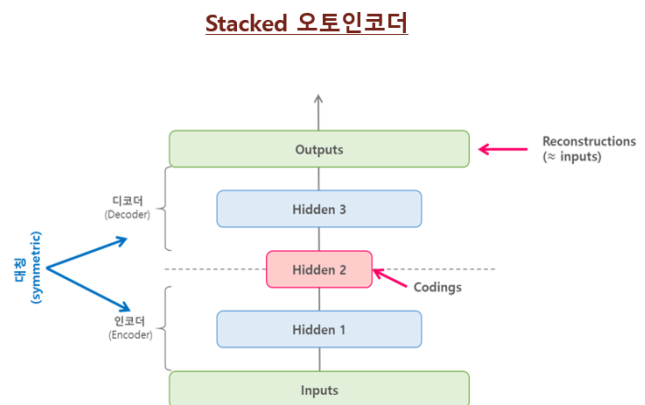 Stacked 오토인코더
Outputs
Reconstructions
(≈ inputs)
디코더
(Decoder)
Hidden 3
대칭
(symmetric)
Hidden 2
Codings
인코더
(Encoder)
Hidden 1
Inputs